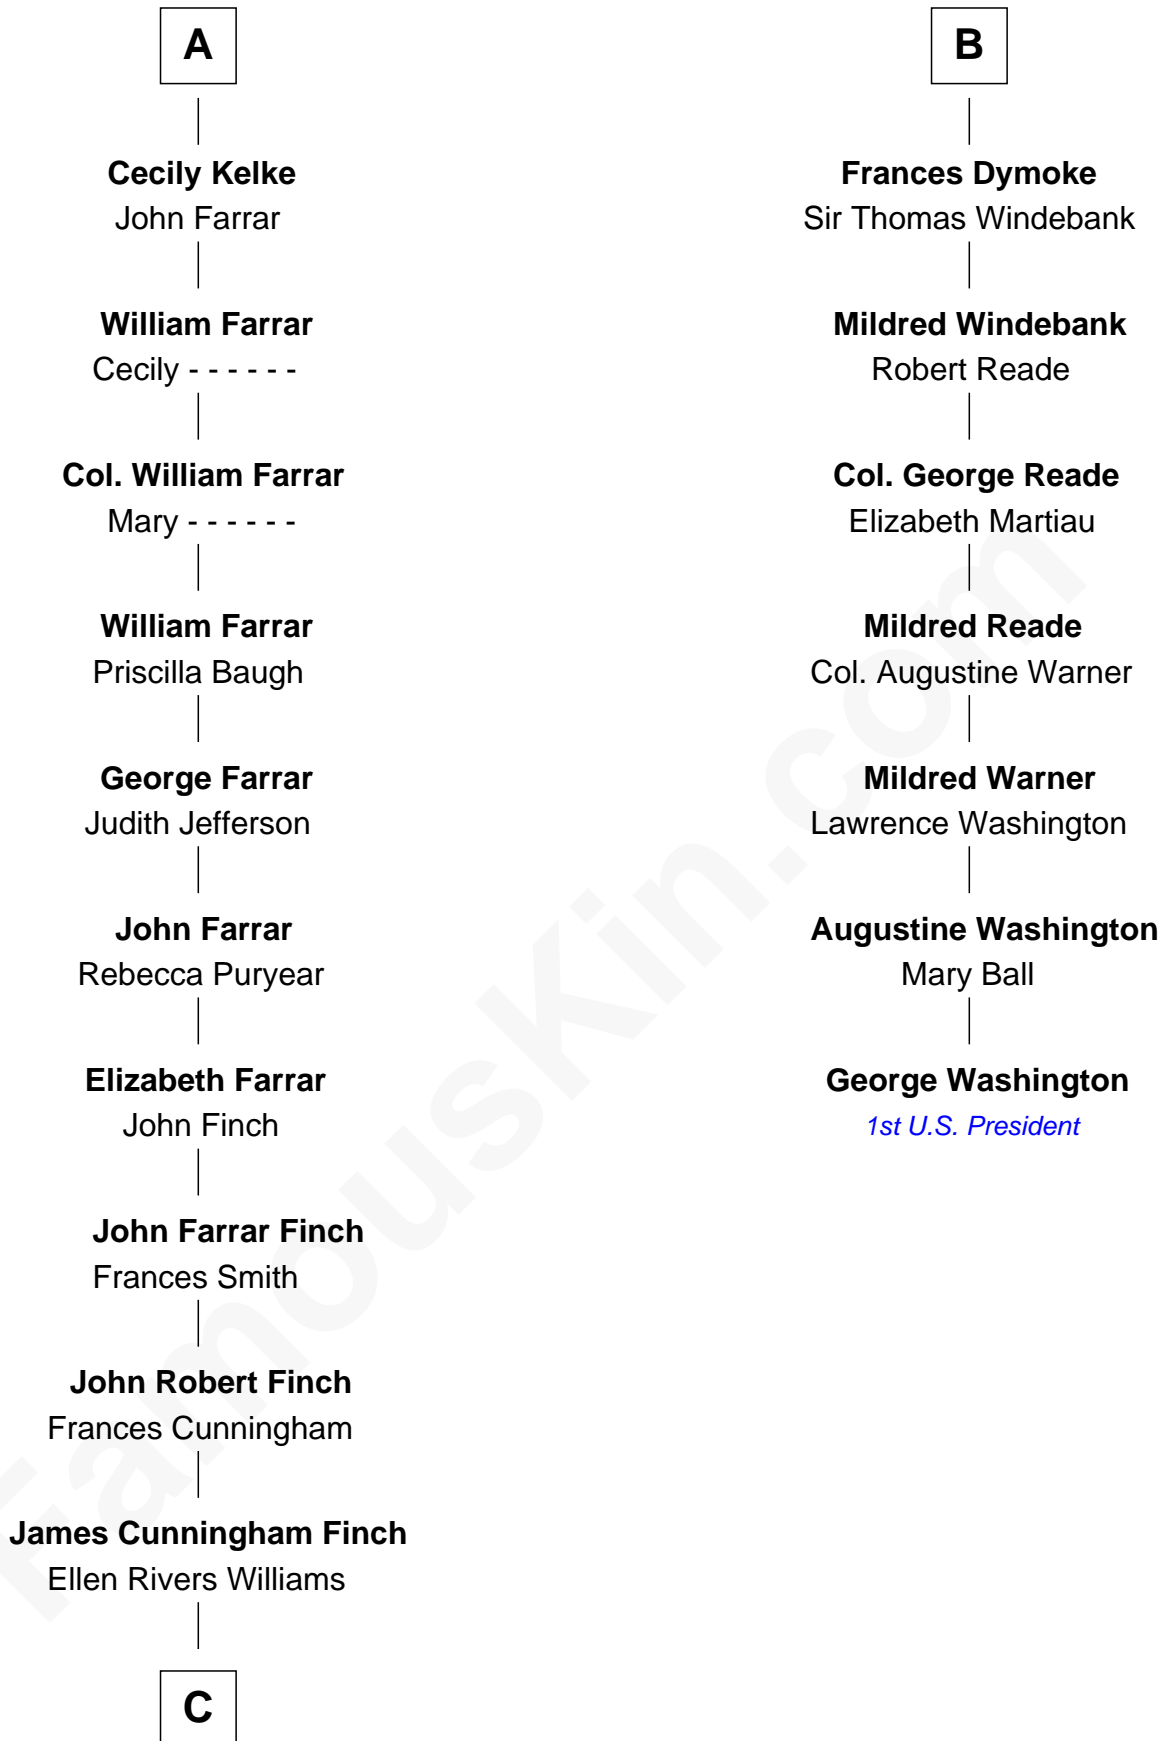 A
Cecily Kelke
John Farrar
William Farrar
Cecily - - - - - -
Col. William Farrar
Mary - - - - - -
William Farrar
Priscilla Baugh
George Farrar
Judith Jefferson
John Farrar
Rebecca Puryear
Elizabeth Farrar
John Finch
John Farrar Finch
Frances Smith
John Robert Finch
Frances Cunningham
James Cunningham Finch
Ellen Rivers Williams
C
B
Frances Dymoke
Sir Thomas Windebank
Mildred Windebank
Robert Reade
Col. George Reade
Elizabeth Martiau
Mildred Reade
Col. Augustine Warner
Mildred Warner
Lawrence Washington
Augustine Washington
Mary Ball
George Washington
1st U.S. President
FamousKin.com